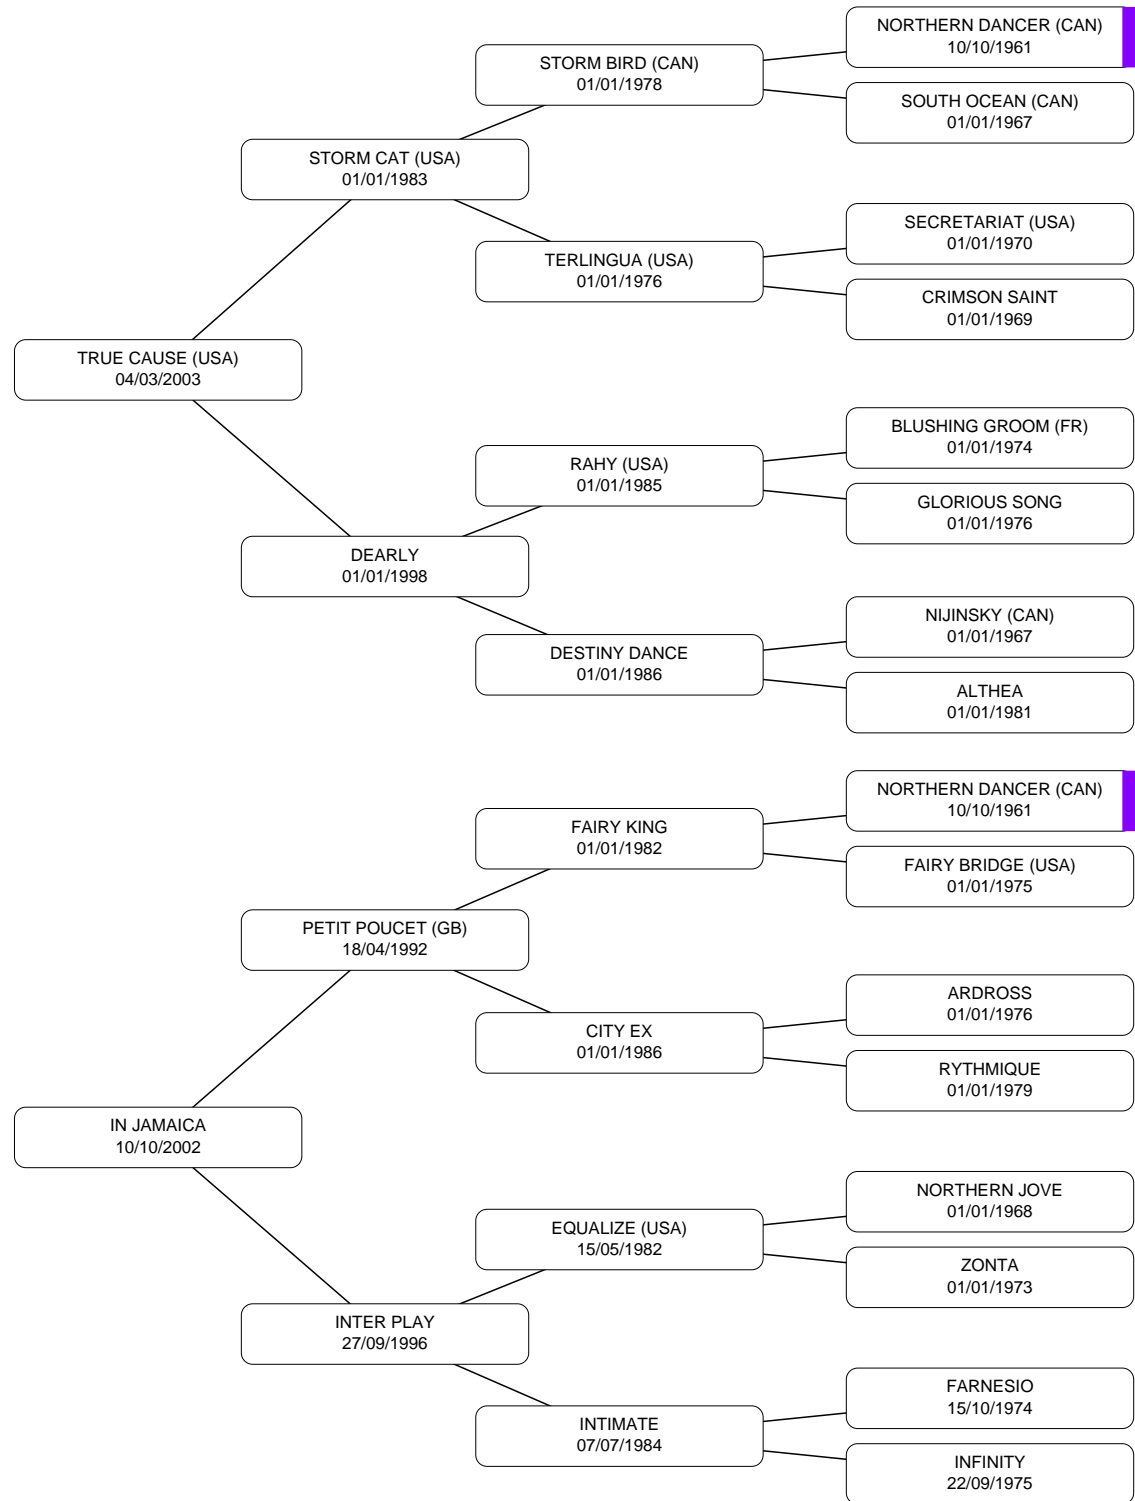 NORTHERN DANCER (CAN)
10/10/1961
STORM BIRD (CAN)
01/01/1978
SOUTH OCEAN (CAN)
01/01/1967
STORM CAT (USA)
01/01/1983
SECRETARIAT (USA)
01/01/1970
TERLINGUA (USA)
01/01/1976
CRIMSON SAINT
01/01/1969
TRUE CAUSE (USA)
04/03/2003
BLUSHING GROOM (FR)
01/01/1974
RAHY (USA)
01/01/1985
GLORIOUS SONG
01/01/1976
DEARLY
01/01/1998
NIJINSKY (CAN)
01/01/1967
DESTINY DANCE
01/01/1986
ALTHEA
01/01/1981
NORTHERN DANCER (CAN)
10/10/1961
FAIRY KING
01/01/1982
FAIRY BRIDGE (USA)
01/01/1975
PETIT POUCET (GB)
18/04/1992
ARDROSS
01/01/1976
CITY EX
01/01/1986
RYTHMIQUE
01/01/1979
IN JAMAICA
10/10/2002
NORTHERN JOVE
01/01/1968
EQUALIZE (USA)
15/05/1982
ZONTA
01/01/1973
INTER PLAY
27/09/1996
FARNESIO
15/10/1974
INTIMATE
07/07/1984
INFINITY
22/09/1975